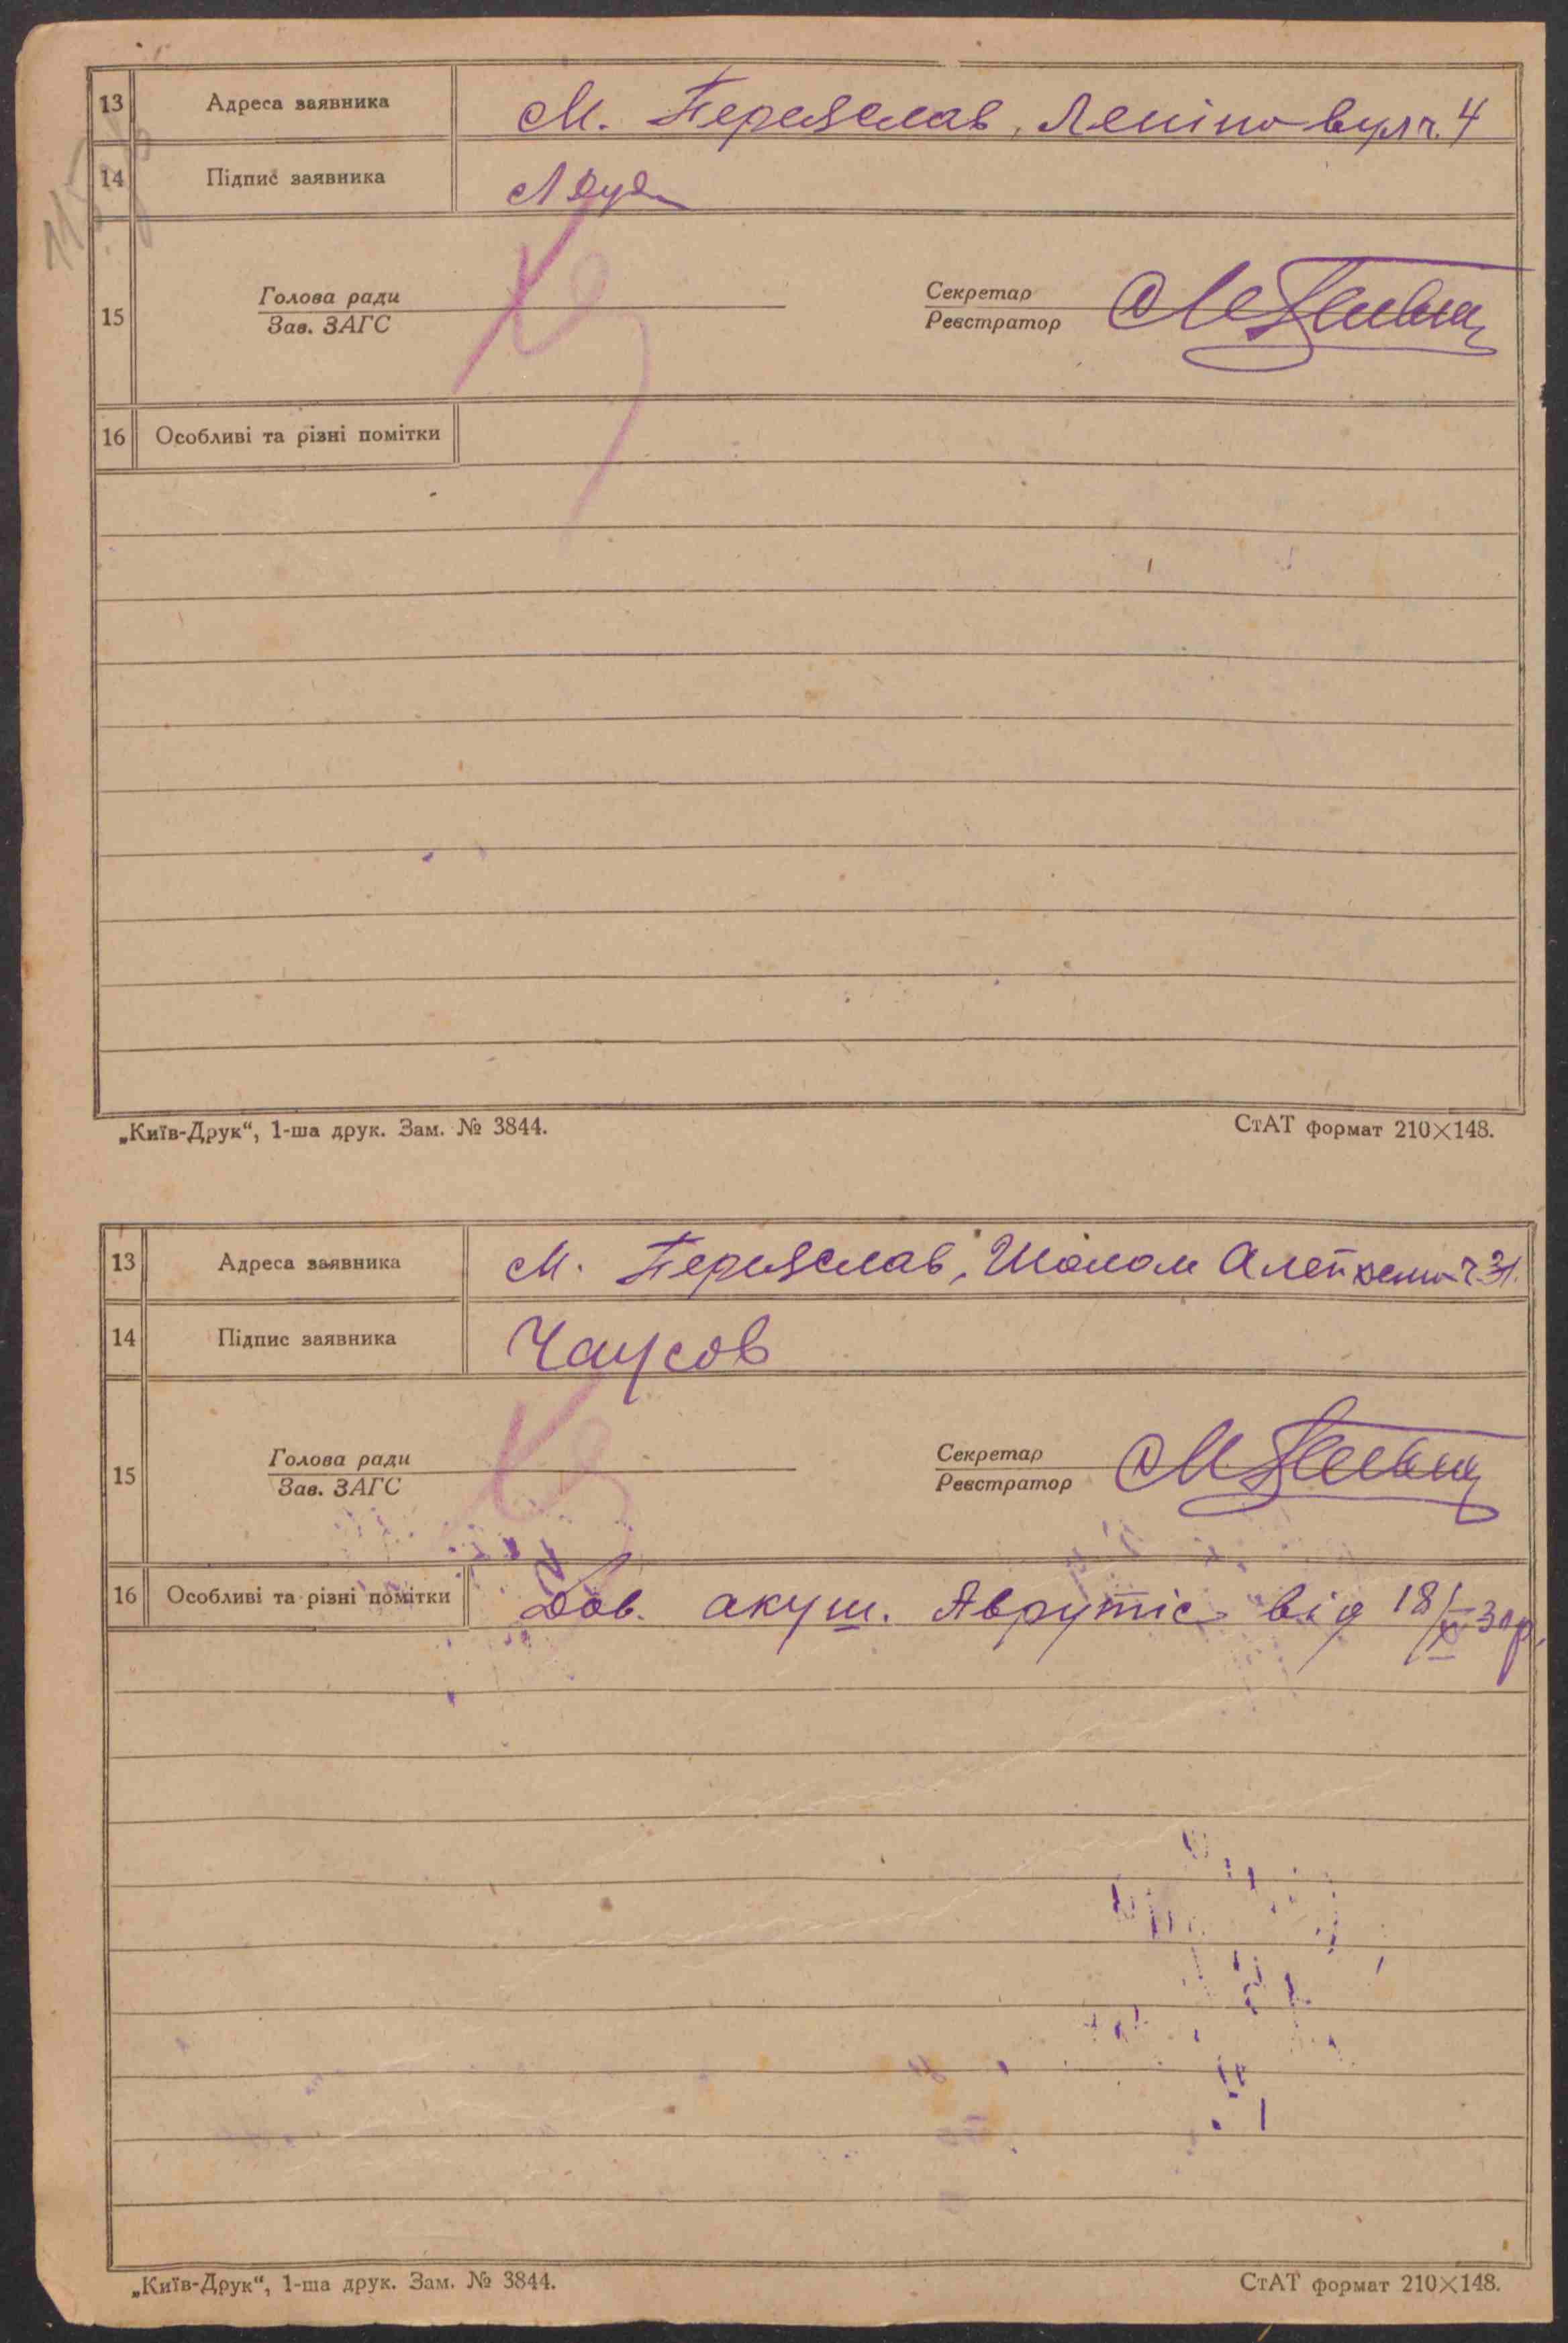 13 Адреса заявника М. Переяслав, Леніна вул ч. 4
14 Підпис заявника
15 Голова ради Секретар
Зав. ЗАГС Реєстратор
16 Особливі та різні помітки
„Київ-Друк“, 1-ша друк. Зам. № 3844. СтАТ формат 210×148.
13 Адреса заявника М. Переяслав, Шолом Алейхема ч. 31.
14 Підпис заявника Чаусов
15 Голова ради Секретар
Зав. ЗАГС Реєстратор
16 Особливі та різні помітки Дов. акуш. Аврутіс від 18/
„Київ-Друк“, 1-ша друк. Зам. № 3844. СтАТ формат 210×148.